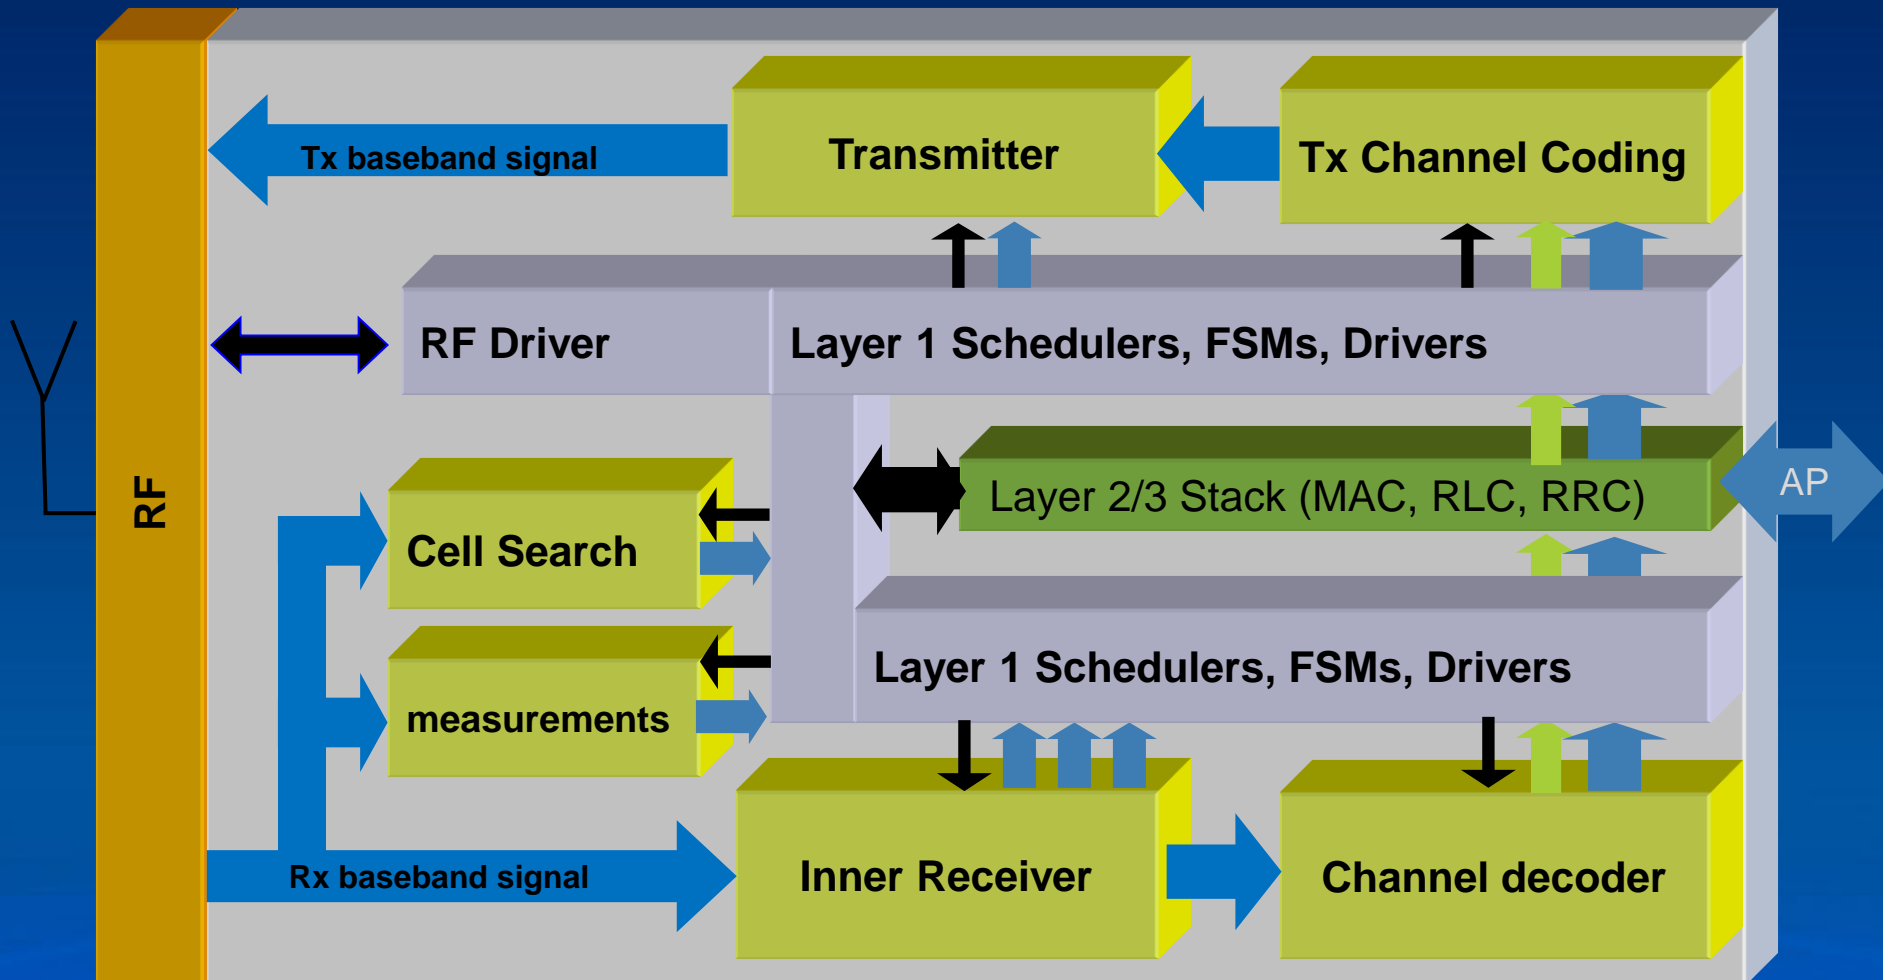 Tx baseband signal
Transmitter
Tx Channel Coding
RF Driver
Layer 1 Schedulers, FSMs, Drivers
RF
Layer 2/3 Stack (MAC, RLC, RRC)
AP
Cell Search
Layer 1 Schedulers, FSMs, Drivers
measurements
Rx baseband signal
Inner Receiver
Channel decoder